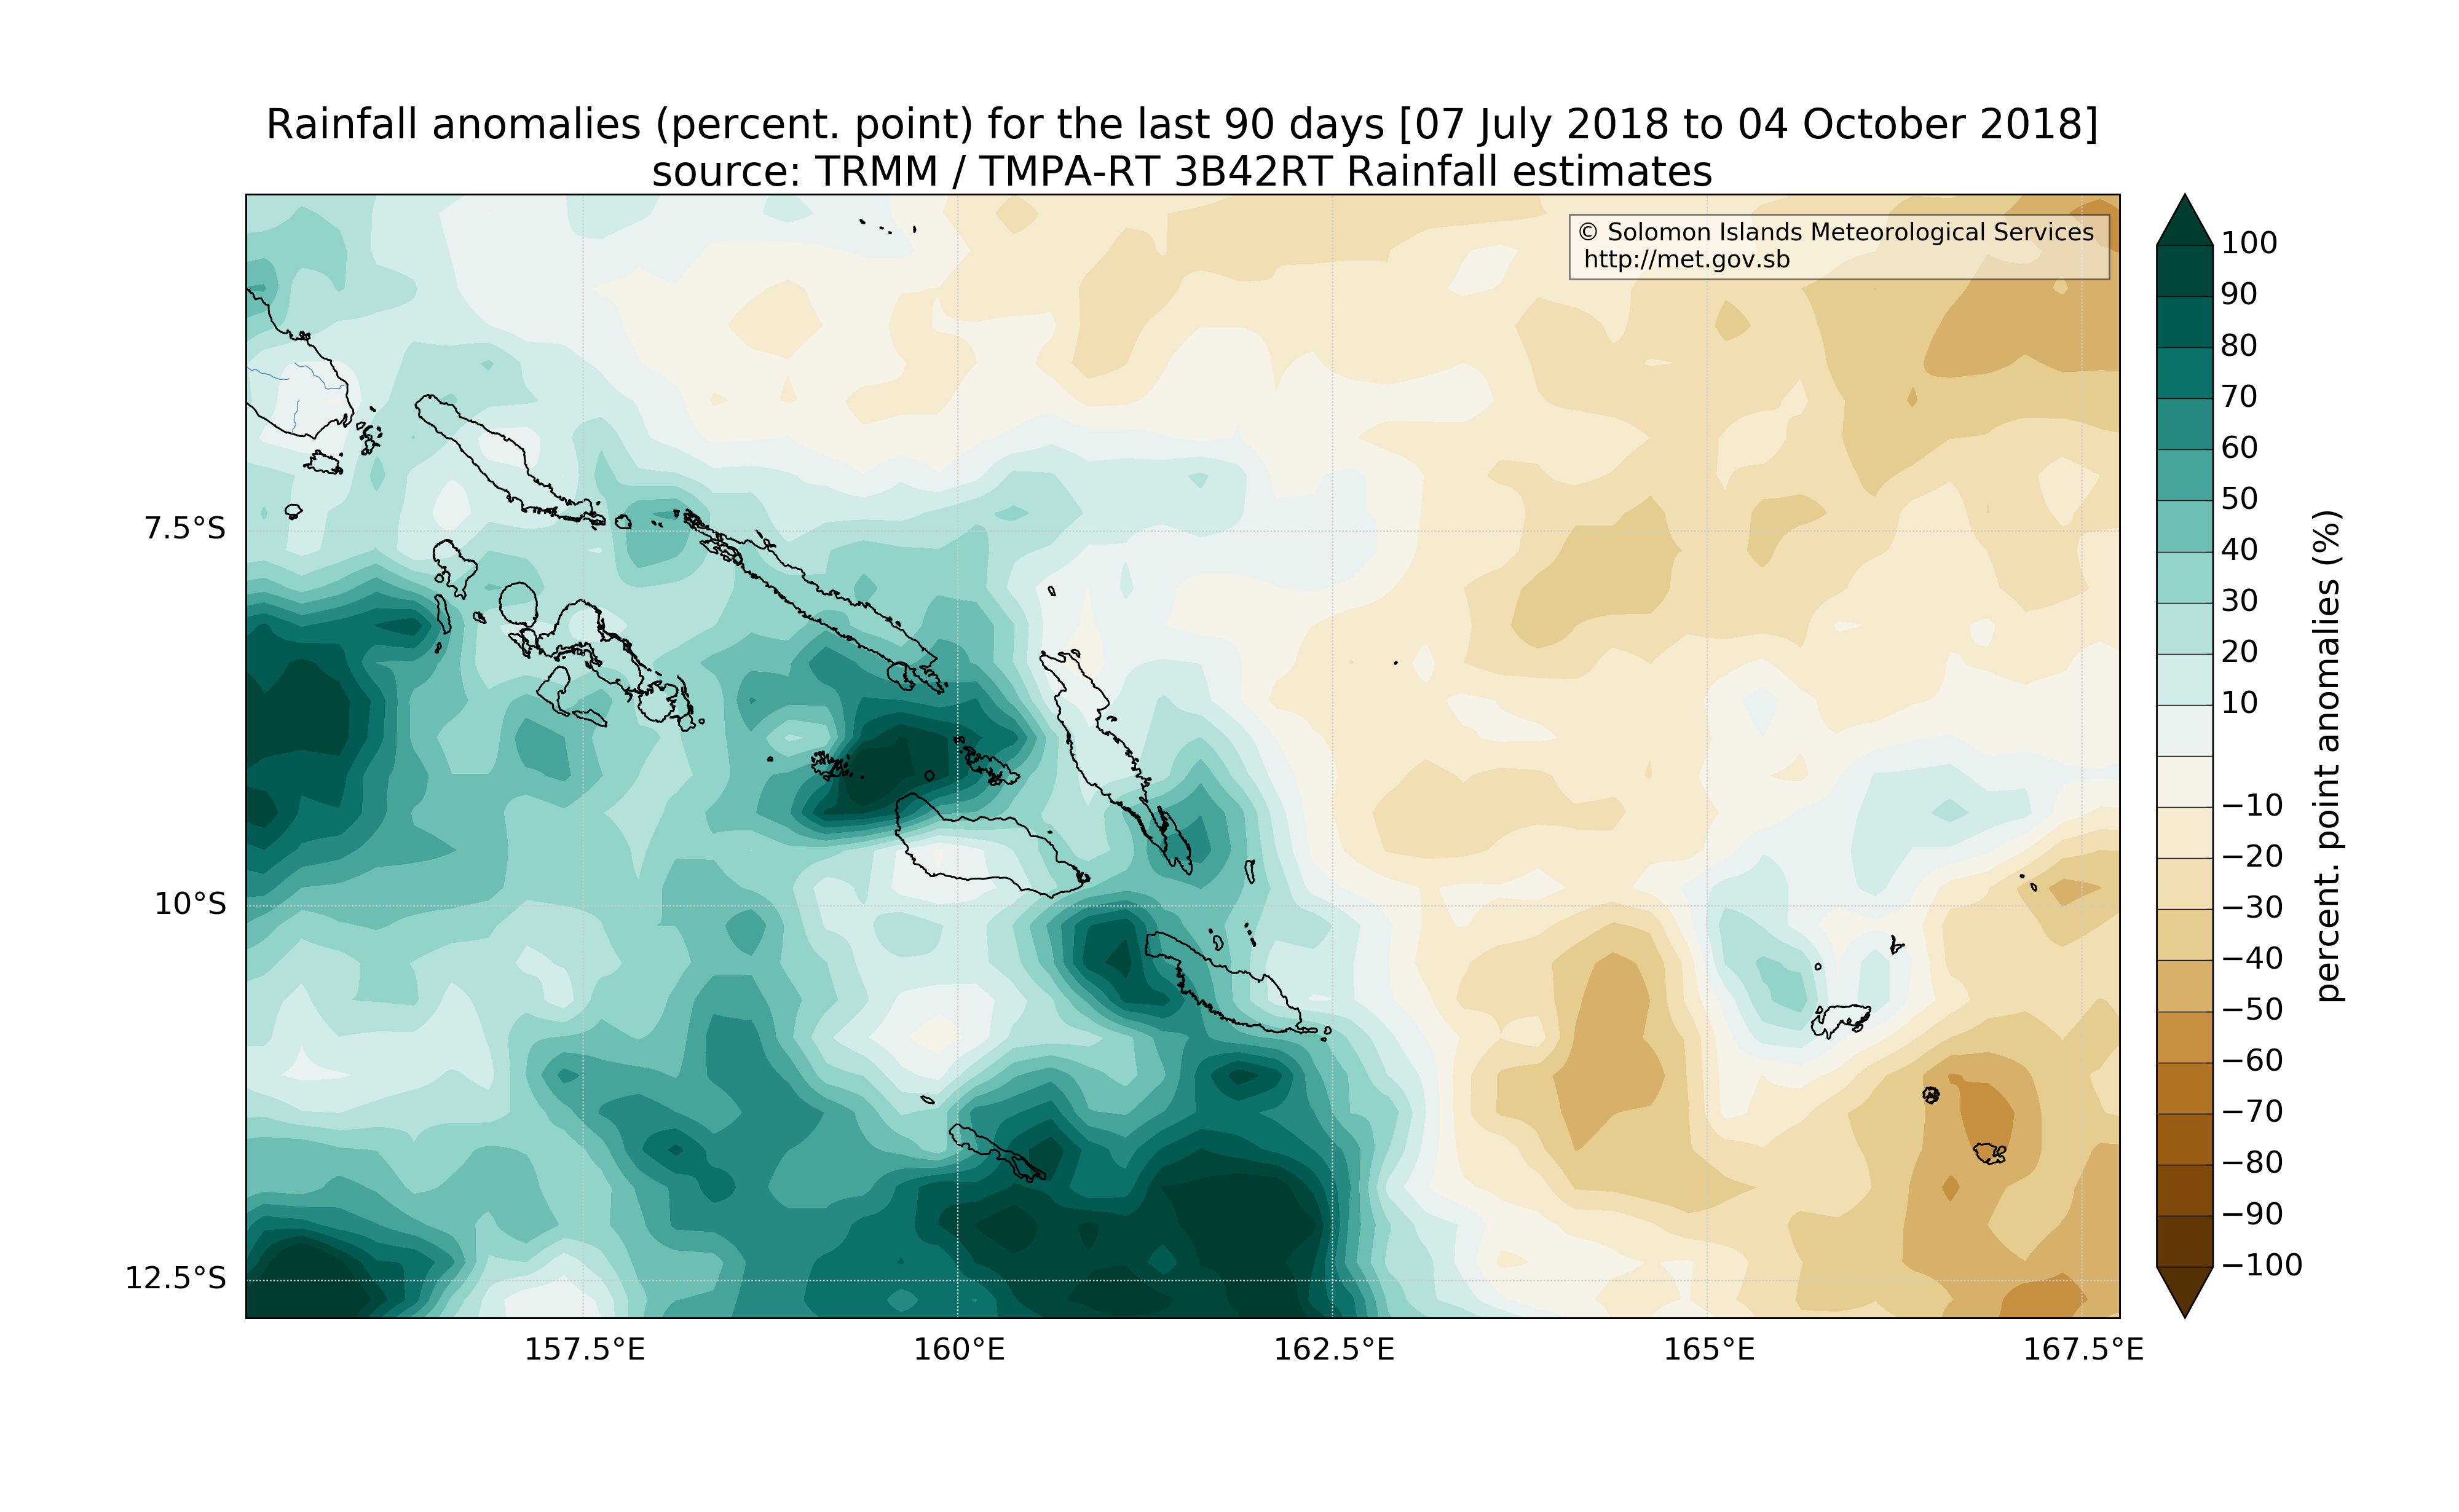 Rainfall anomalies (percent. point) for the last 90 days [07 July 2018 to 04 October 2018]
source: TRMM / TMPA-RT 3B42RT Rainfall estimates
© Solomon Islands Meteorological Services
http://met.gov.sb
7.5°S
10°S
12.5°S
157.5°E
160°E
162.5°E
165°E
167.5°E
100
90
80
70
60
50
40
30
20
10
−10
−20
−30
−40
−50
−60
−70
−80
−90
−100
percent. point anomalies (%)